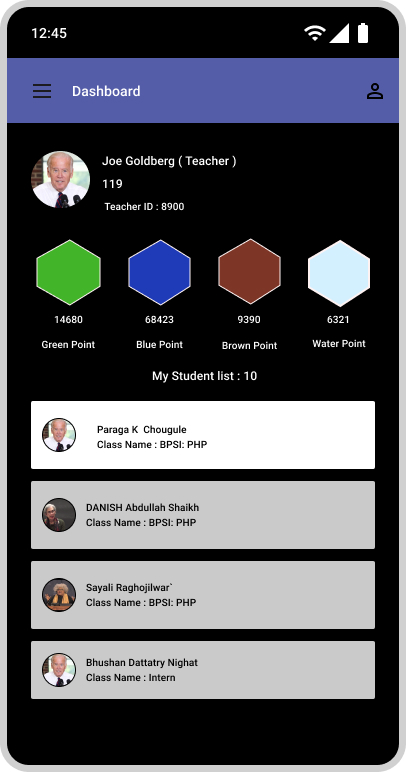 12:45
Dashboard
Joe Goldberg ( Teacher )
119
Teacher ID : 8900
14680 68423 9390 6321
Green Point Blue Point Brown Point Water Point
My Student list : 10
Paraga K Chougule
Class Name : BPSI: PHP
DANISH Abdullah Shaikh
Class Name : BPSI: PHP
Sayali Raghojilwar`
Class Name : BPSI: PHP
Bhushan Dattatry Nighat
Class Name : Intern